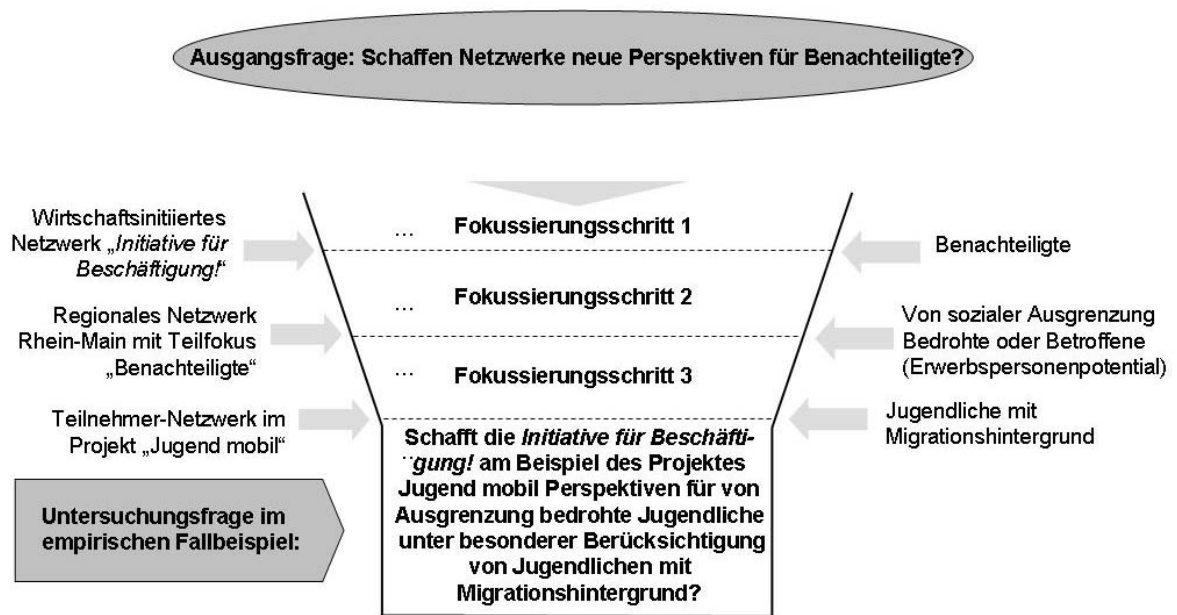 Ausgangsfrage: Schaffen Netzwerke neue Perspektiven für Benachteiligte?
Wirtschaftsinitiiertes
Netzwerk „Initiative für
Beschäftigung!“
... Fokussierungsschritt 1
Benachteiligte
... Fokussierungsschritt 2
Regionales Netzwerk
Rhein-Main mit Teilfokus
„Benachteiligte“
Von sozialer Ausgrenzung
Bedrohte oder Betroffene
(Erwerbspersonenpotential)
... Fokussierungsschritt 3
Teilnehmer-Netzwerk im
Projekt „Jugend mobil“
Jugendliche mit
Migrationshintergrund
Untersuchungsfrage im
empirischen Fallbeispiel:
Schafft die Initiative für Beschäfti-
...gung! am Beispiel des Projektes
Jugend mobil Perspektiven für von
Ausgrenzung bedrohte Jugendliche
unter besonderer Berücksichtigung
von Jugendlichen mit
Migrationshintergrund?